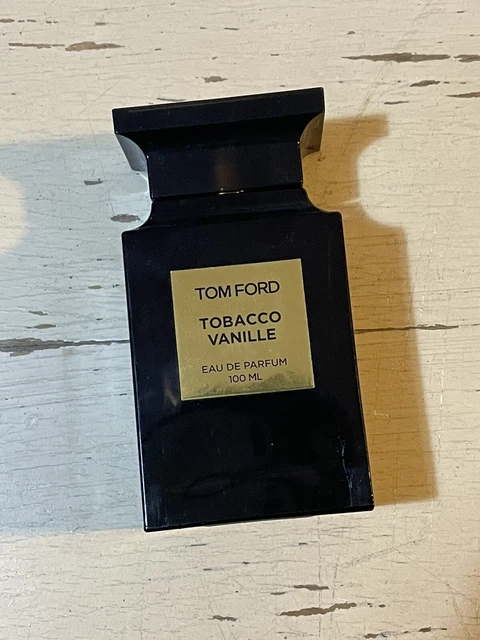 TOM FORD
TOBACCO
VANILLE
EAU DE PARFUM
100 ML